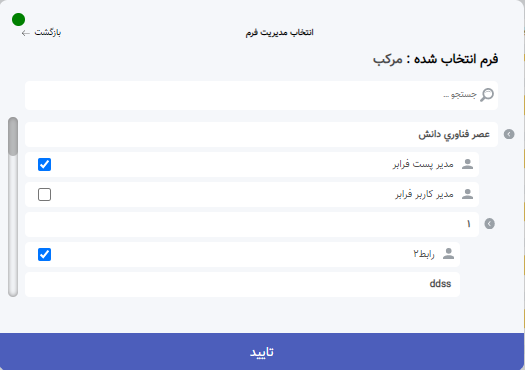 انتخاب مدیریت فرم
بازگشت
فرم انتخاب شده : مرکب
جستجو ...
عصر فناوري دانش
مدیر پست فرابر
مدیر کاربر فرابر
۱
رابط۲
ddss
تایید